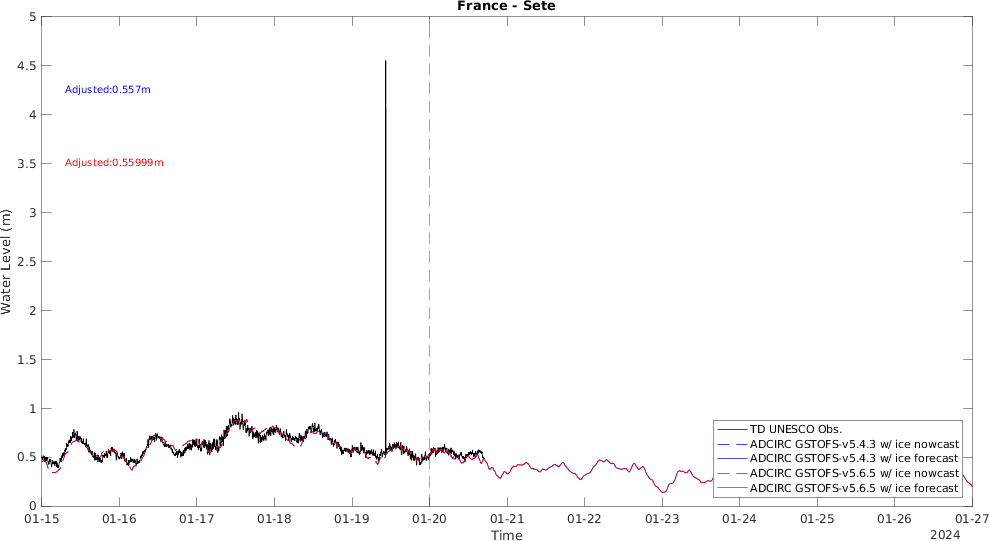 France - Sete
5
4.5
4
3.5
3
2.5
2
1.5
1
0.5
0
Water Level (m)
Adjusted:0.557m
Adjusted:0.55999m
TD UNESCO Obs.
ADCIRC GSTOFS-v5.4.3 w/ ice nowcast
ADCIRC GSTOFS-v5.4.3 w/ ice forecast
ADCIRC GSTOFS-v5.6.5 w/ ice nowcast
ADCIRC GSTOFS-v5.6.5 w/ ice forecast
01-15 01-16 01-17 01-18 01-19 01-20 01-21 01-22 01-23 01-24 01-25 01-26 01-27
Time
2024